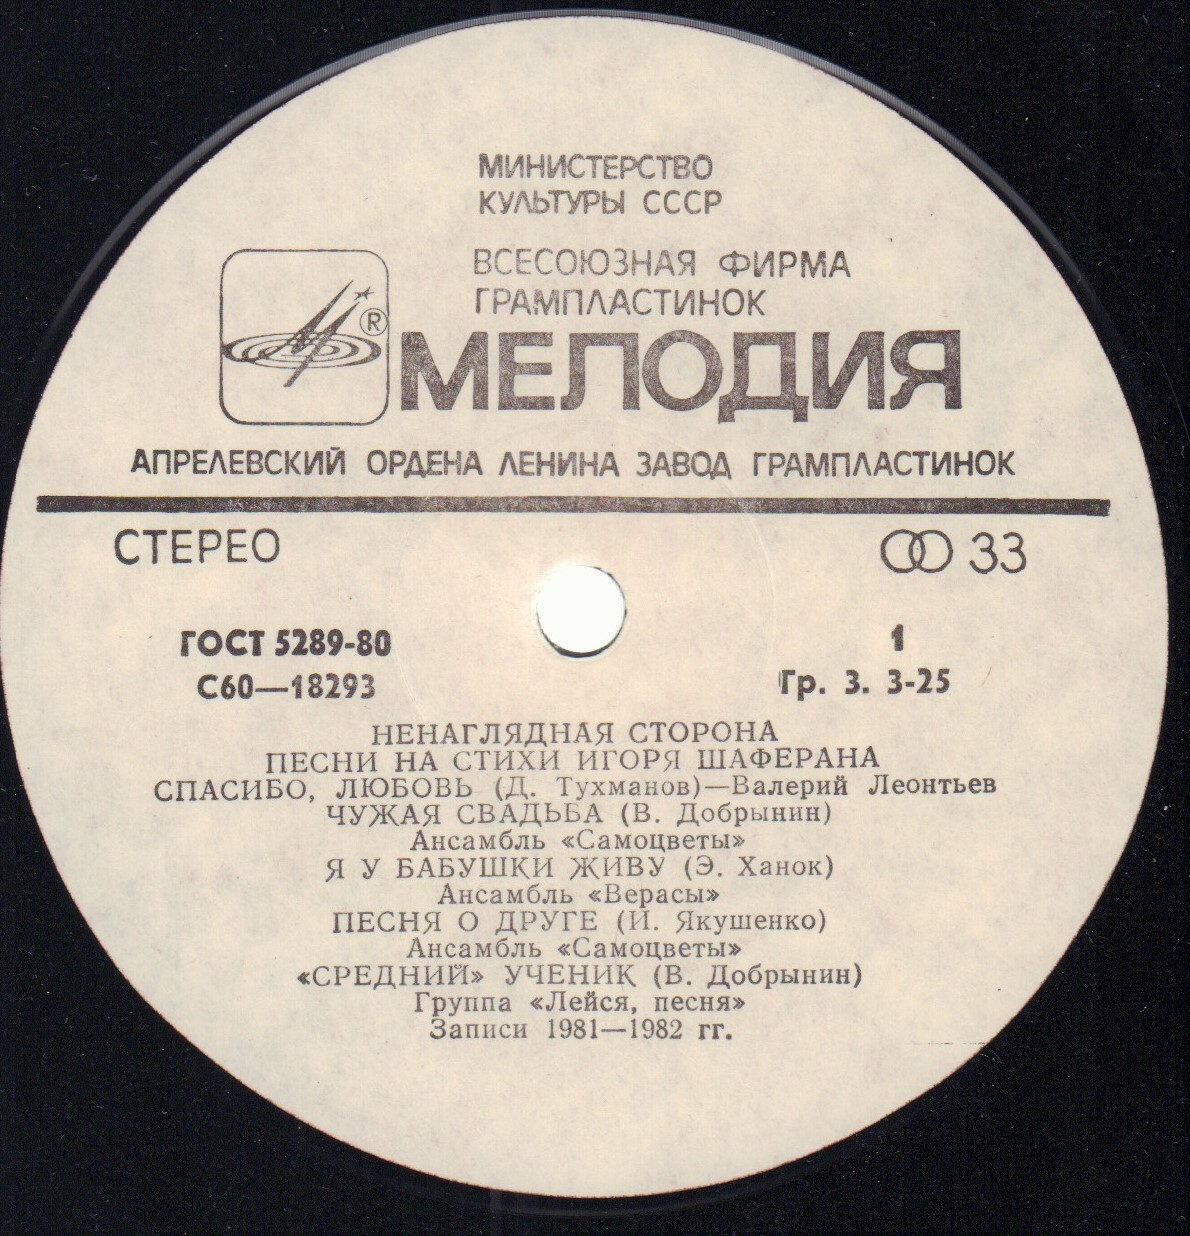 МИНИСТЕРСТВО
КУЛЬТУРЫ СССР
ВСЕСОЮЗНАЯ ФИРМА
ГРАМПЛАСТИНОК
®
МЕЛОДИЯ
АПРЕЛЕВСКИЙ ОРДЕНА ЛЕНИНА ЗАВОД ГРАМПЛАСТИНОК
СТЕРЕО
33
ГОСТ 5289-80
1
С60—18293
Гр. 3. 3-25
НЕНАГЛЯДНАЯ СТОРОНА
ПЕСНИ НА СТИХИ ИГОРЯ ШАФЕРАНА
СПАСИБО, ЛЮБОВЬ (Д. Тухманов)—Валерий Леонтьев
ЧУЖАЯ СВАДЬБА (В. Добрынин)
Ансамбль «Самоцветы»
Я У БАБУШКИ ЖИВУ (Э. Ханок)
Ансамбль «Верасы»
ПЕСНЯ О ДРУГЕ (И. Якушенко)
Ансамбль «Самоцветы»
«СРЕДНИЙ» УЧЕНИК (В. Добрынин)
Группа «Лейся, песня»
Записи 1981—1982 гг.